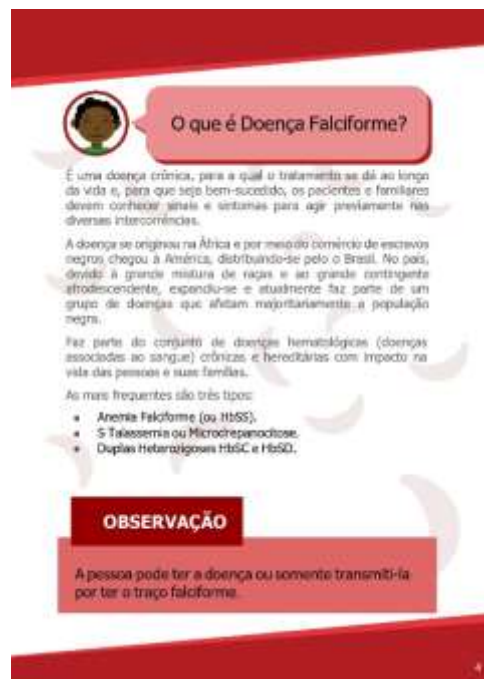 O que é Doença Falciforme?
É uma doença crônica, para a qual o tratamento se dá ao longo
da vida e, para que seja bem-sucedido, os pacientes e familiares
devem conhecer sinais e sintomas para agir previamente nas
diversas intercorrências.
A doença se originou na África e por meio do comércio de escravos
negros chegou à América, distribuindo-se pelo o Brasil. No país,
devido à grande mistura de raças e ao grande contingente
afrodescendente, expandiu-se e atualmente faz parte de um
grupo de doenças que afetam majoritariamente a população
negra.
Faz parte do conjunto de doenças hematológicas (doenças
associadas ao sangue) crônicas e hereditárias com impacto na
vida das pessoas e suas famílias.
As mais frequentes são três tipos:
• Anemia Falciforme (ou HbSS).
• S Talassemia ou Microdrepanocitose.
• Duplas Heterozigoses HbSC e HbSD.
OBSERVAÇÃO
A pessoa pode ter a doença ou somente transmiti-la
por ter o traço falciforme.
4